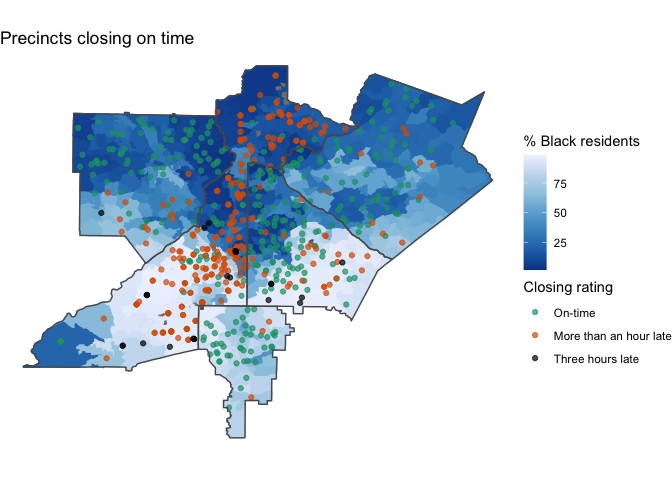 Precincts closing on time
% Black residents
75
50
25
Closing rating
On-time
More than an hour late
Three hours late